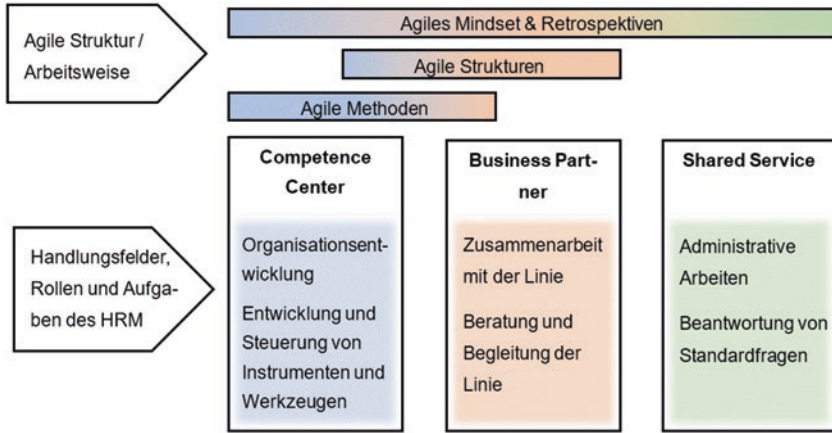 Agile Struktur /
Arbeitsweise
Agiles Mindset & Retrospektiven
Agile Strukturen
Agile Methoden
Competence
Center
Organisationsent-
wicklung
Entwicklung und
Steuerung von
Instrumenten und
Werkzeugen
Business Part-
ner
Zusammenarbeit
mit der Linie
Beratung und
Begleitung der
Linie
Shared Service
Administrative
Arbeiten
Beantwortung von
Standardfragen
Handlungsfelder,
Rollen und Aufga-
ben des HRM